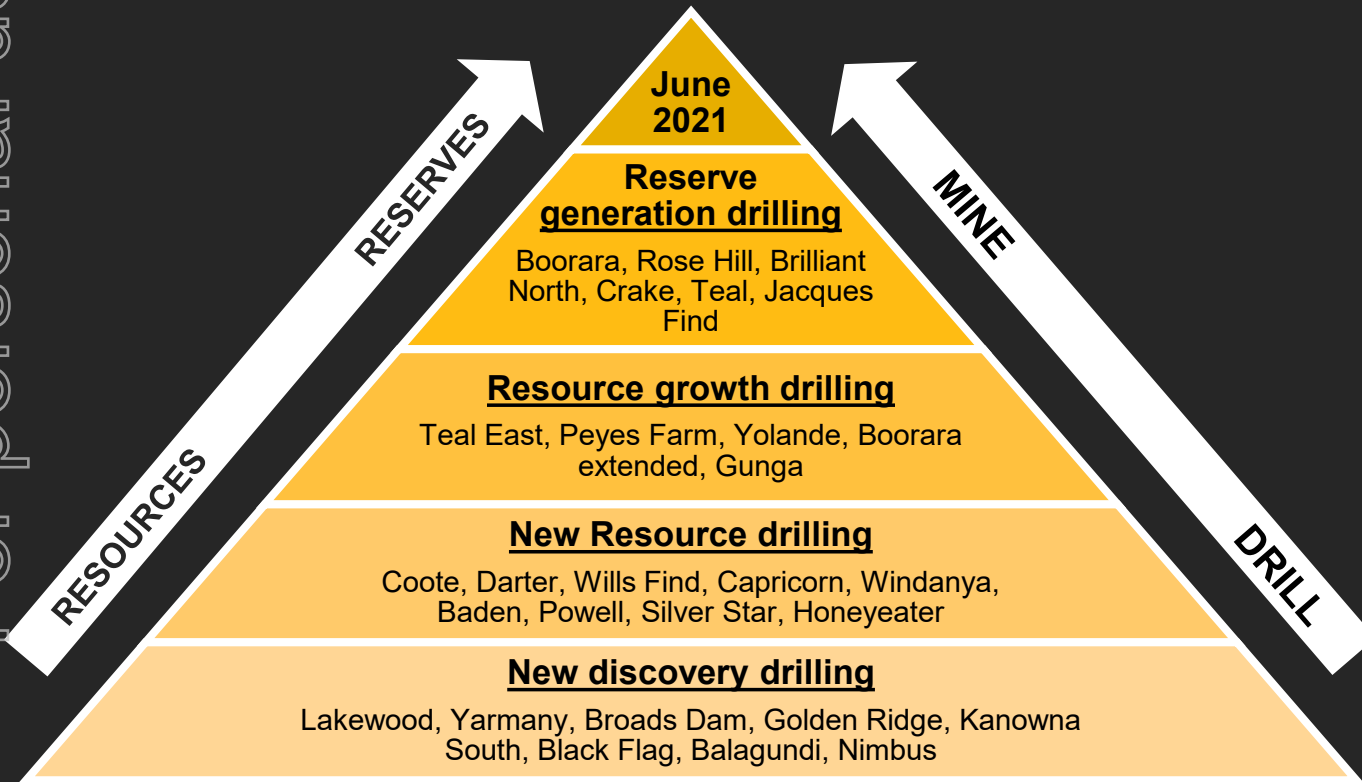 June
2021
RESERVES
RESOURCES
MINE
DRILL
Reserve
generation drilling
Boorara, Rose Hill, Brilliant
North, Crake, Teal, Jacques
Find
Resource growth drilling
Teal East, Peyes Farm, Yolande, Boorara
extended, Gunga
New Resource drilling
Coote, Darter, Wills Find, Capricorn, Windanya,
Baden, Powell, Silver Star, Honeyeater
New discovery drilling
Lakewood, Yarmany, Broads Dam, Golden Ridge, Kanowna
South, Black Flag, Balagundi, Nimbus
personal